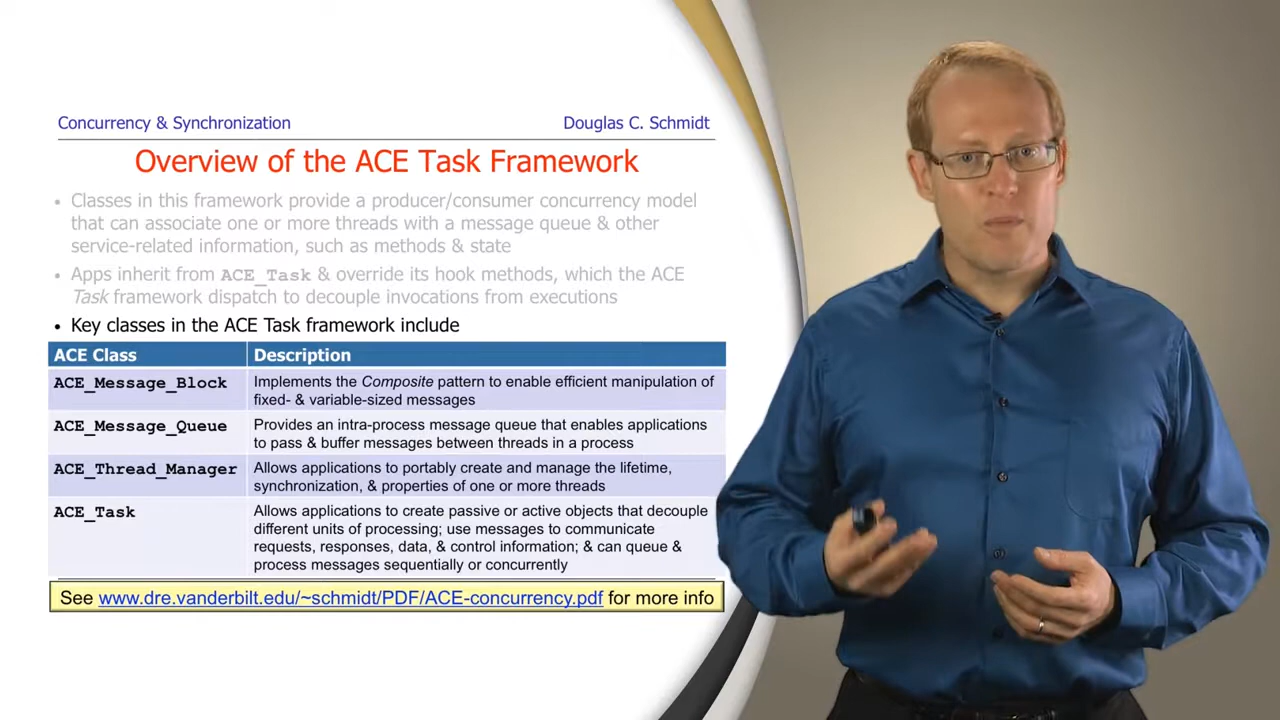 Concurrency & Synchronization Douglas C. Schmidt
Overview of the ACE Task Framework
• Classes in this framework provide a producer/consumer concurrency model
that can associate one or more threads with a message queue & other
service-related information, such as methods & state
• Apps inherit from ACE_Task & override its hook methods, which the ACE
Task framework dispatch to decouple invocations from executions
• Key classes in the ACE Task framework include
ACE Class Description
ACE_Message_Block Implements the Composite pattern to enable efficient manipulation of
fixed- & variable-sized messages
ACE_Message_Queue Provides an intra-process message queue that enables applications
to pass & buffer messages between threads in a process
ACE_Thread_Manager Allows applications to portably create and manage the lifetime,
synchronization, & properties of one or more threads
ACE_Task Allows applications to create passive or active objects that decouple
different units of processing; use messages to communicate
requests, responses, data, & control information; & can queue &
process messages sequentially or concurrently
See www.dre.vanderbilt.edu/~schmidt/PDF/ACE-concurrency.pdf for more info